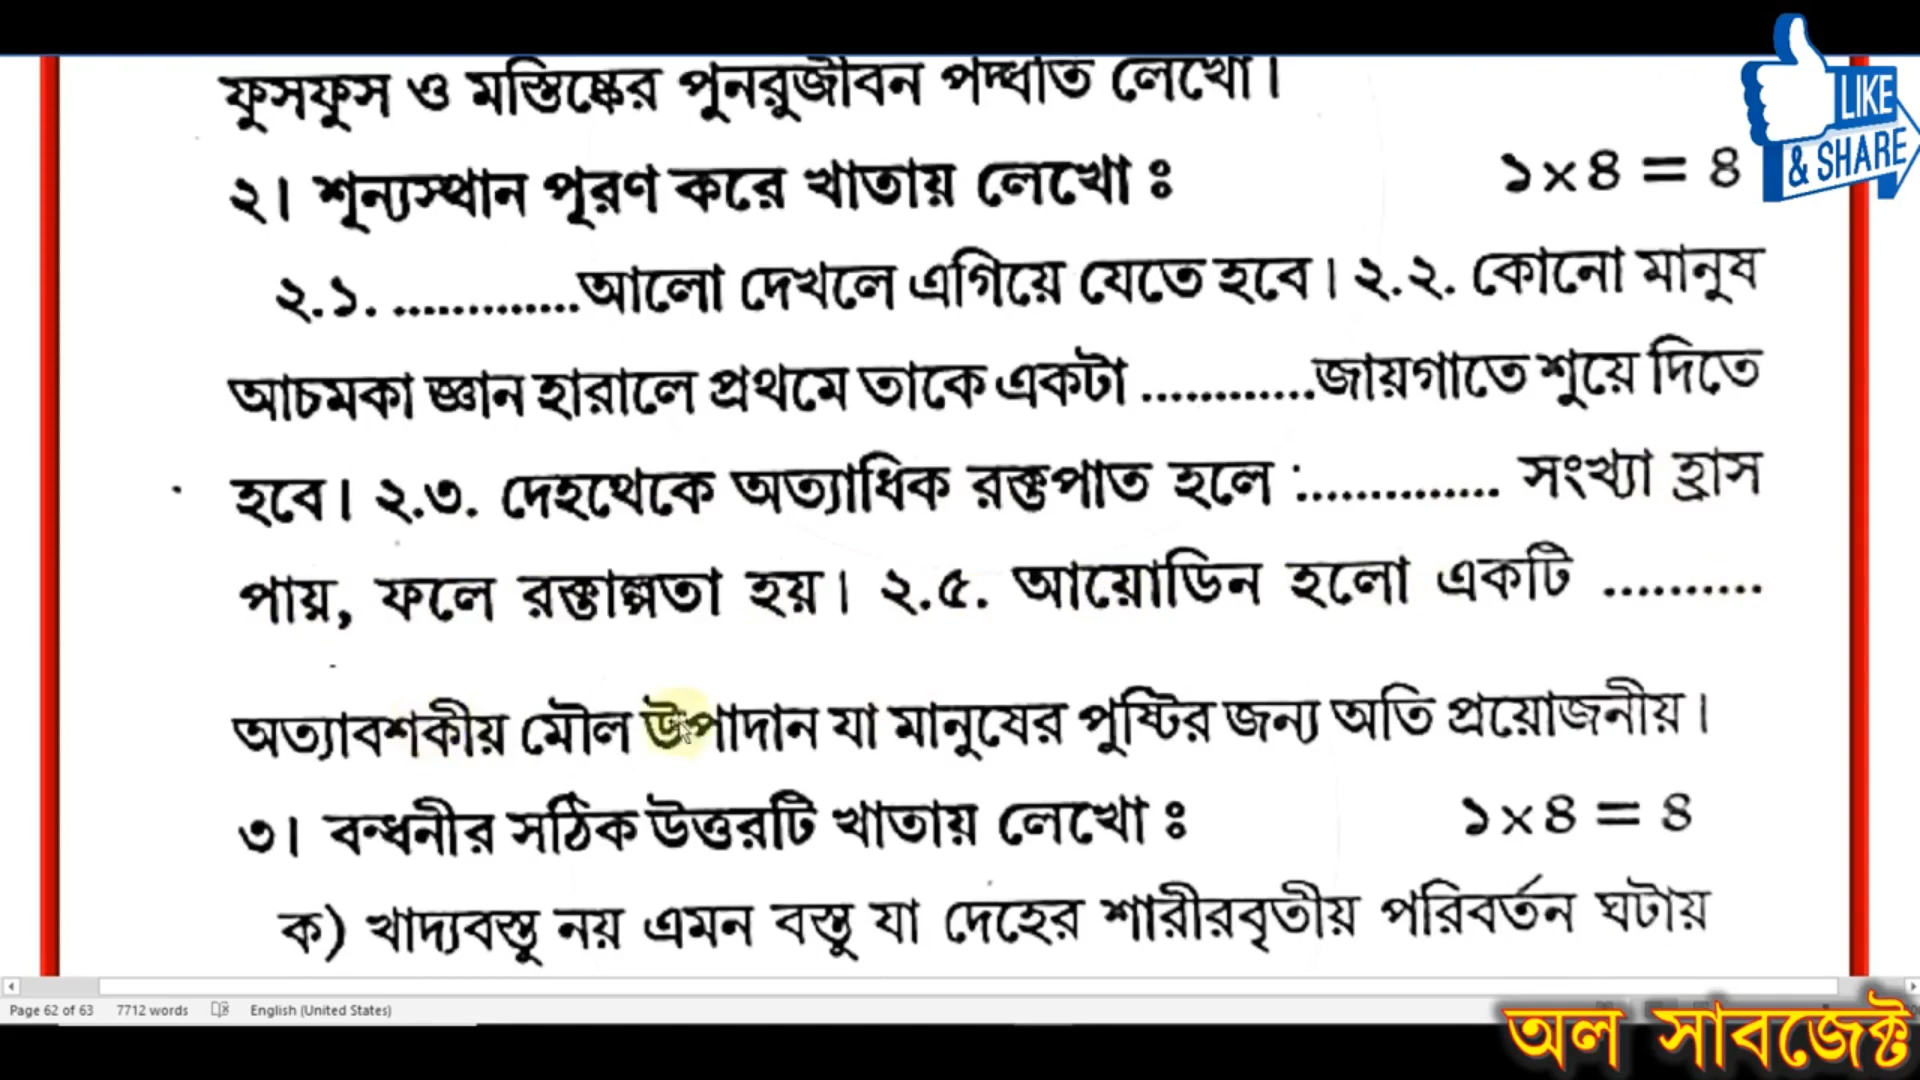 ফুসফুস ও মস্তিষ্কের পুনরুজীবন পদ্ধতি লেখো।
LIKE
& SHARE
২। শূন্যস্থান পূরণ করে খাতায় লেখো ঃ ১×৪ = ৪
২.১. .............আলো দেখলে এগিয়ে যেতে হবে। ২.২. কোনো মানুষ
আচমকা জ্ঞান হারালে প্রথমে তাকে একটা ............জায়গাতে শুয়ে দিতে
হবে। ২.৩. দেহথেকে অত্যাধিক রক্তপাত হলে .............. সংখ্যা হ্রাস
পায়, ফলে রক্তাল্পতা হয়। ২.৫. আয়োডিন হলো একটি ..........
অত্যাবশকীয় মৌল উপাদান যা মানুষের পুষ্টির জন্য অতি প্রয়োজনীয়।
৩। বন্ধনীর সঠিক উত্তরটি খাতায় লেখো ঃ ১×৪ = ৪
ক) খাদ্যবস্তু নয় এমন বস্তু যা দেহের শারীরবৃতীয় পরিবর্তন ঘটায়
Page 62 of 63 7712 words English (United States)
অল সাবজেক্ট